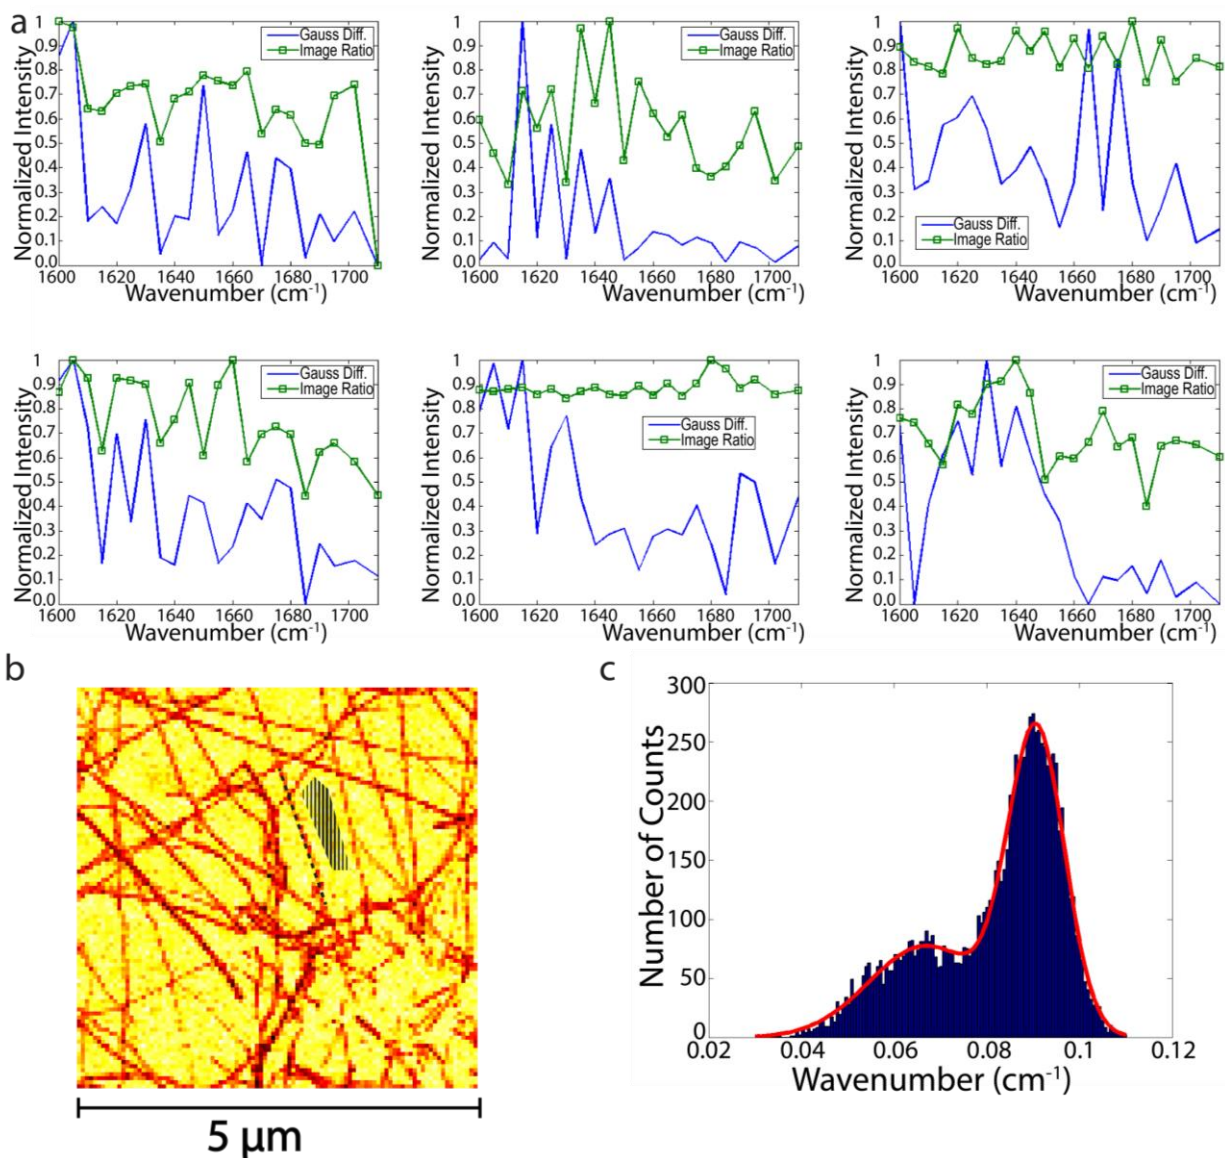 a
Normalized Intensity
1
0.9
0.8
0.7
0.6
0.5
0.4
0.3
0.2
0.1
0.0
Gauss Diff.
Image Ratio
1600 1620 1640 1660 1680 1700
Wavenumber (cm-1)
Normalized Intensity
1
0.9
0.8
0.7
0.6
0.5
0.4
0.3
0.2
0.1
0.0
Gauss Diff.
Image Ratio
1600 1620 1640 1660 1680 1700
Wavenumber (cm-1)
Normalized Intensity
1
0.9
0.8
0.7
0.6
0.5
0.4
0.3
0.2
0.1
0.0
Gauss Diff.
Image Ratio
1600 1620 1640 1660 1680 1700
Wavenumber (cm-1)
Normalized Intensity
1
0.9
0.8
0.7
0.6
0.5
0.4
0.3
0.2
0.1
0.0
Gauss Diff.
Image Ratio
1600 1620 1640 1660 1680 1700
Wavenumber (cm-1)
Normalized Intensity
1
0.9
0.8
0.7
0.6
0.5
0.4
0.3
0.2
0.1
0.0
Gauss Diff.
Image Ratio
1600 1620 1640 1660 1680 1700
Wavenumber (cm-1)
Normalized Intensity
1
0.9
0.8
0.7
0.6
0.5
0.4
0.3
0.2
0.1
0.0
Gauss Diff.
Image Ratio
1600 1620 1640 1660 1680 1700
Wavenumber (cm-1)
b
5 µm
c
Number of Counts
300
250
200
150
100
50
0
0.02 0.04 0.06 0.08 0.1 0.12
Wavenumber (cm-1)